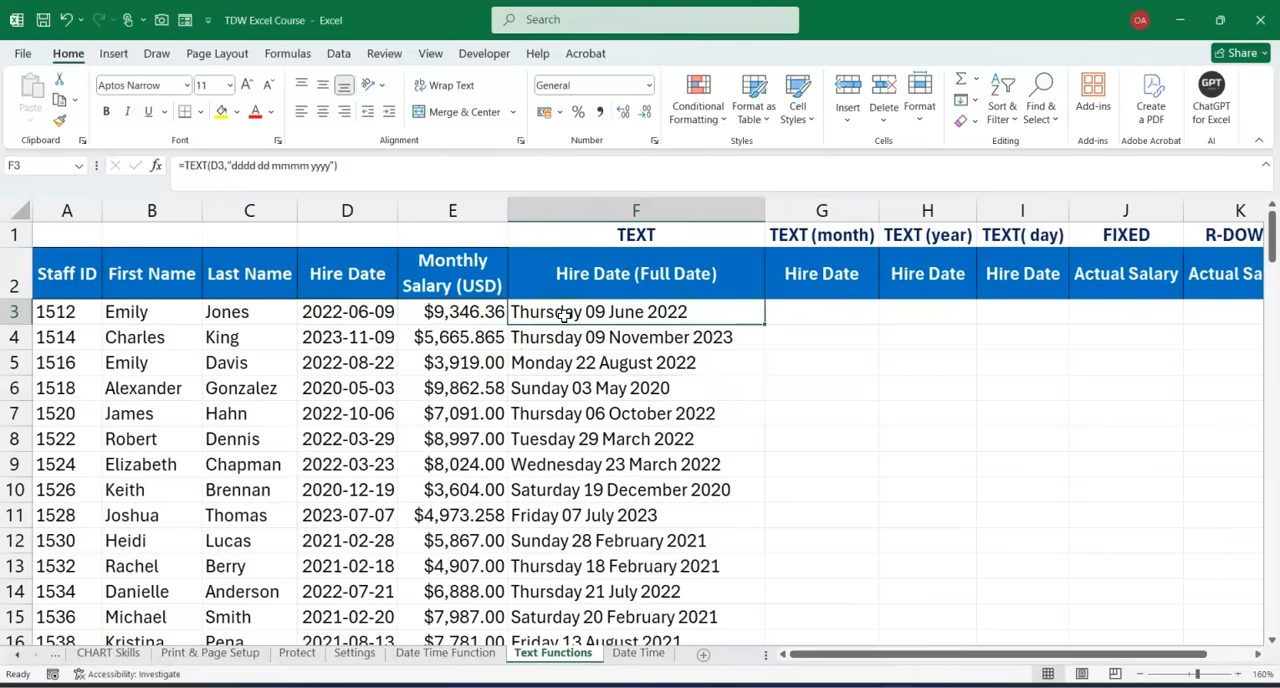 TDW Excel Course - Excel
Search
OA
File Home Insert Draw Page Layout Formulas Data Review View Developer Help Acrobat
Share
Paste
Clipboard
Aptos Narrow 11
B I U
Font
Wrap Text
Merge & Center
Alignment
General
Number
Conditional Formatting
Format as Table
Cell Styles
Styles
Insert
Delete
Format
Cells
Sort & Filter
Find & Select
Editing
Add-ins
Add-ins
Create a PDF
Adobe Acrobat
GPT
ChatGPT for Excel
AI
F3
fx
=TEXT(D3,"dddd dd mmmm yyyy")
A B C D E F G H I J K
1 TEXT TEXT (month) TEXT (year) TEXT( day) FIXED R-DOW
2 Staff ID First Name Last Name Hire Date Monthly Salary (USD) Hire Date (Full Date) Hire Date Hire Date Hire Date Actual Salary Actual Sa
3 1512 Emily Jones 2022-06-09 $9,346.36 Thursday 09 June 2022
4 1514 Charles King 2023-11-09 $5,665.865 Thursday 09 November 2023
5 1516 Emily Davis 2022-08-22 $3,919.00 Monday 22 August 2022
6 1518 Alexander Gonzalez 2020-05-03 $9,862.58 Sunday 03 May 2020
7 1520 James Hahn 2022-10-06 $7,091.00 Thursday 06 October 2022
8 1522 Robert Dennis 2022-03-29 $8,997.00 Tuesday 29 March 2022
9 1524 Elizabeth Chapman 2022-03-23 $8,024.00 Wednesday 23 March 2022
10 1526 Keith Brennan 2020-12-19 $3,604.00 Saturday 19 December 2020
11 1528 Joshua Thomas 2023-07-07 $4,973.258 Friday 07 July 2023
12 1530 Heidi Lucas 2021-02-28 $5,867.00 Sunday 28 February 2021
13 1532 Rachel Berry 2021-02-18 $4,907.00 Thursday 18 February 2021
14 1534 Danielle Anderson 2022-07-21 $6,888.00 Thursday 21 July 2022
15 1536 Michael Smith 2021-02-20 $7,987.00 Saturday 20 February 2021
16 1538 Kristina Pena 2021-08-13 $7,781.00 Friday 13 August 2021
... CHART Skills Print & Page Setup Protect Settings Date Time Function Text Functions Date Time
Ready Accessibility: Investigate 160%